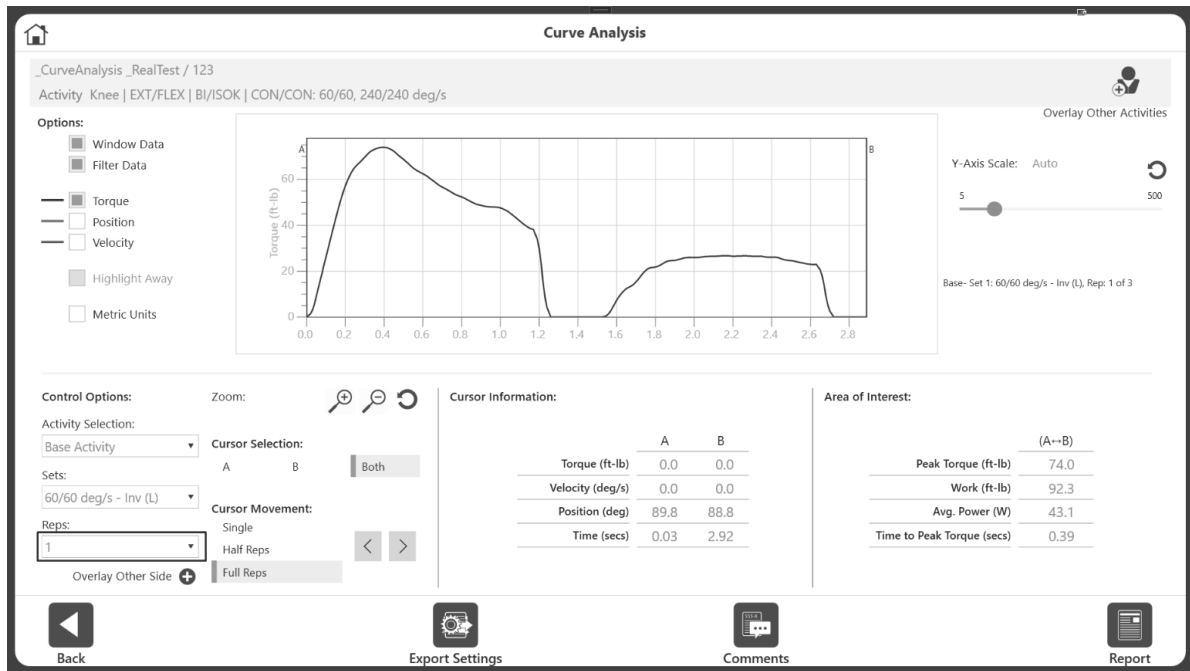 Curve Analysis
_CurveAnalysis _RealTest / 123
Activity Knee | EXT/FLEX | BI/ISOK | CON/CON: 60/60, 240/240 deg/s
Overlay Other Activities
Options:
Window Data
Filter Data
Torque
Position
Velocity
Highlight Away
Metric Units
A
B
Torque (ft-lb)
60
40
20
0
0.0 0.2 0.4 0.6 0.8 1.0 1.2 1.4 1.6 1.8 2.0 2.2 2.4 2.6 2.8
Y-Axis Scale: Auto
5 500
Base- Set 1: 60/60 deg/s - Inv (L), Rep: 1 of 3
Control Options:
Activity Selection:
Base Activity
Sets:
60/60 deg/s - Inv (L)
Reps:
1
Overlay Other Side
Zoom:
Cursor Selection:
A B Both
Cursor Movement:
Single
Half Reps
Full Reps
Cursor Information:
A B
Torque (ft-lb) 0.0 0.0
Velocity (deg/s) 0.0 0.0
Position (deg) 89.8 88.8
Time (secs) 0.03 2.92
Area of Interest:
(A↔B)
Peak Torque (ft-lb) 74.0
Work (ft-lb) 92.3
Avg. Power (W) 43.1
Time to Peak Torque (secs) 0.39
Back
Export Settings
Comments
Report